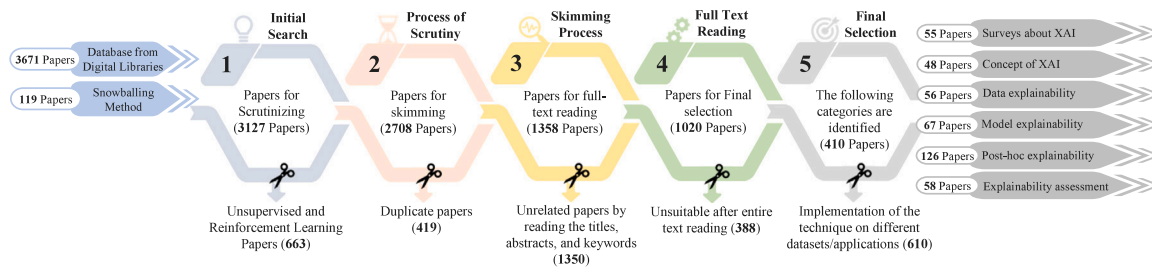 3671 Papers
Database from
Digital Libraries
119 Papers
Snowballing
Method
Initial
Search
1
Papers for
Scrutinizing
(3127 Papers)
Unsupervised and
Reinforcement Learning
Papers (663)
Process of
Scrutiny
2
Papers for
skimming
(2708 Papers)
Duplicate papers
(419)
Skimming
Process
3
Papers for full-
text reading
(1358 Papers)
Unrelated papers by
reading the titles,
abstracts, and keywords
(1350)
Full Text
Reading
4
Papers for Final
selection
(1020 Papers)
Unsuitable after entire
text reading (388)
Final
Selection
5
The following
categories are
identified
(410 Papers)
Implementation of the
technique on different
datasets/applications (610)
55 Papers
Surveys about XAI
48 Papers
Concept of XAI
56 Papers
Data explainability
67 Papers
Model explainability
126 Papers
Post-hoc explainability
58 Papers
Explainability assessment